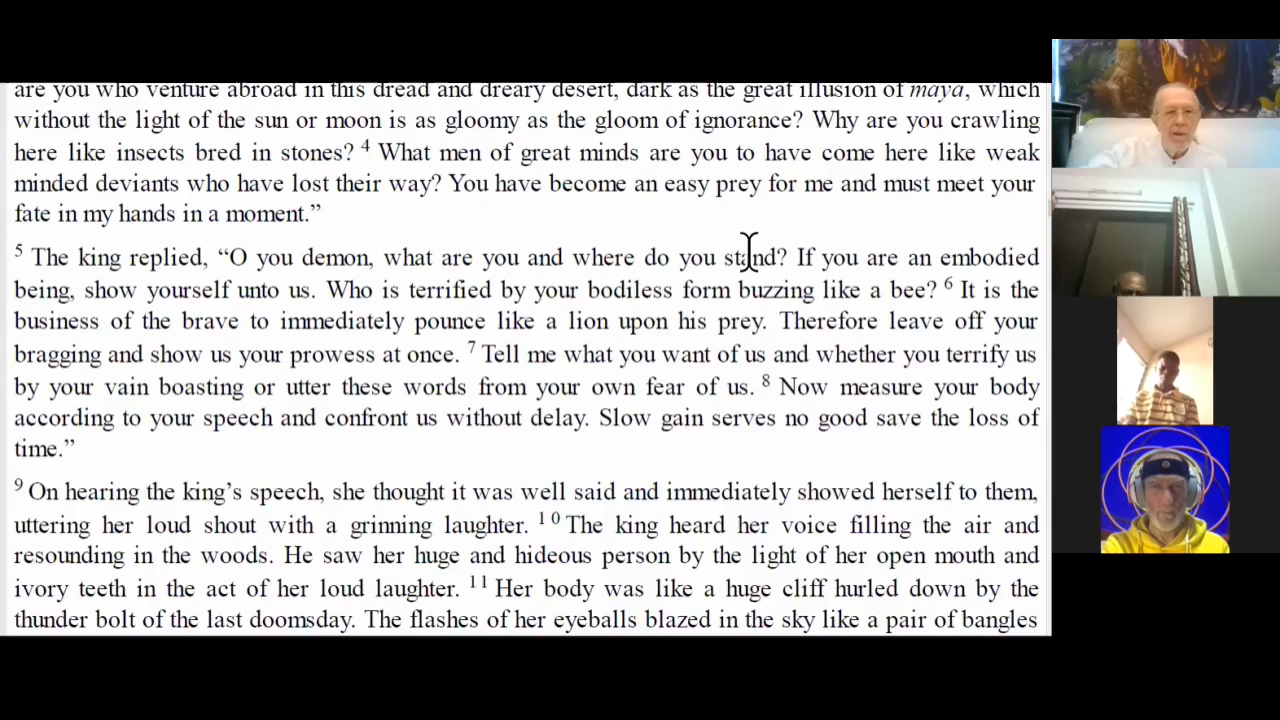 are you who venture abroad in this dread and dreary desert, dark as the great illusion of maya, which
without the light of the sun or moon is as gloomy as the gloom of ignorance? Why are you crawling
here like insects bred in stones? 4 What men of great minds are you to have come here like weak
minded deviants who have lost their way? You have become an easy prey for me and must meet your
fate in my hands in a moment.”
5 The king replied, “O you demon, what are you and where do you stand? If you are an embodied
being, show yourself unto us. Who is terrified by your bodiless form buzzing like a bee? 6 It is the
business of the brave to immediately pounce like a lion upon his prey. Therefore leave off your
bragging and show us your prowess at once. 7 Tell me what you want of us and whether you terrify us
by your vain boasting or utter these words from your own fear of us. 8 Now measure your body
according to your speech and confront us without delay. Slow gain serves no good save the loss of
time.”
9 On hearing the king’s speech, she thought it was well said and immediately showed herself to them,
uttering her loud shout with a grinning laughter. 10 The king heard her voice filling the air and
resounding in the woods. He saw her huge and hideous person by the light of her open mouth and
ivory teeth in the act of her loud laughter. 11 Her body was like a huge cliff hurled down by the
thunder bolt of the last doomsday. The flashes of her eyeballs blazed in the sky like a pair of bangles